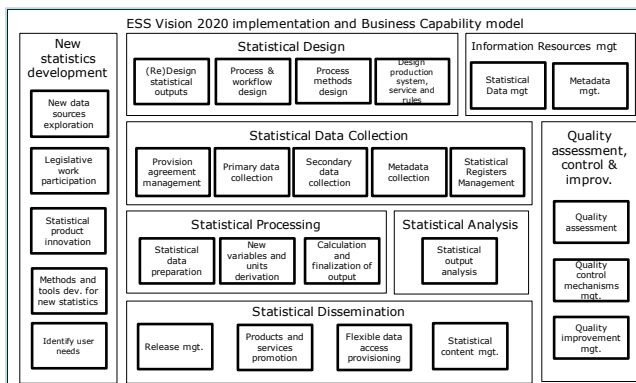 ESS Vision 2020 implementation and Business Capability model
New
statistics
development
New data
sources
exploration
Legislative
work
participation
Statistical
product
innovation
Methods and
tools dev. for
new statistics
Identify user
needs
Statistical Design
(Re)Design
statistical
outputs
Process &
workflow
design
Process
methods
design
Design
production
system,
service and
rules
Information Resources mgt
Statistical
Data mgt
Metadata
mgt.
Statistical Data Collection
Provision
agreement
management
Primary data
collection
Secondary
data
collection
Metadata
collection
Statistical
Registers
Management
Statistical Processing
Statistical
data
preparation
New
variables and
units
derivation
Calculation
and
finalization of
output
Statistical Analysis
Statistical
output
analysis
Statistical Dissemination
Release mgt.
Products and
services
promotion
Flexible data
access
provisioning
Statistical
content mgt.
Quality
assessment,
control &
improv.
Quality
assessment
Quality
control
mechanisms
mgt.
Quality
improvement
mgt.